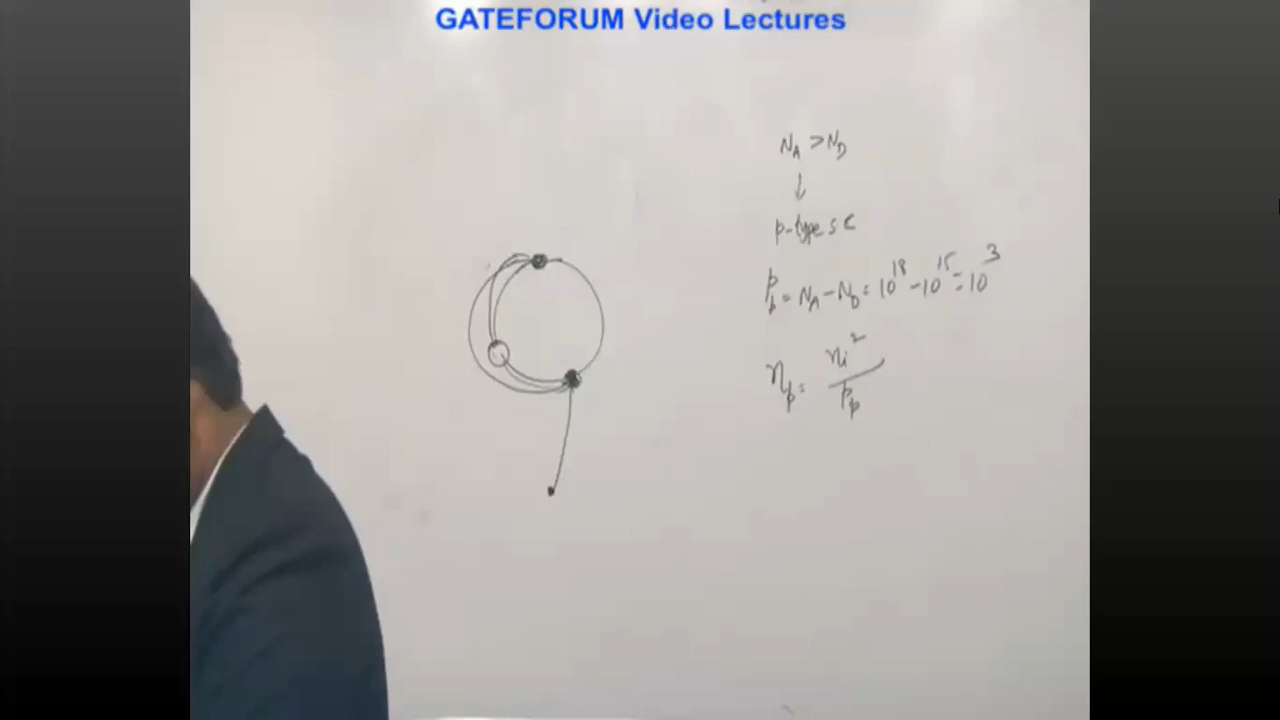 GATEFORUM Video Lectures
N_A > N_D
↓
p-type s c
p_p = N_A - N_D = 10^18 - 10^15 = 10^3
n_p = n_i^2 / p_p